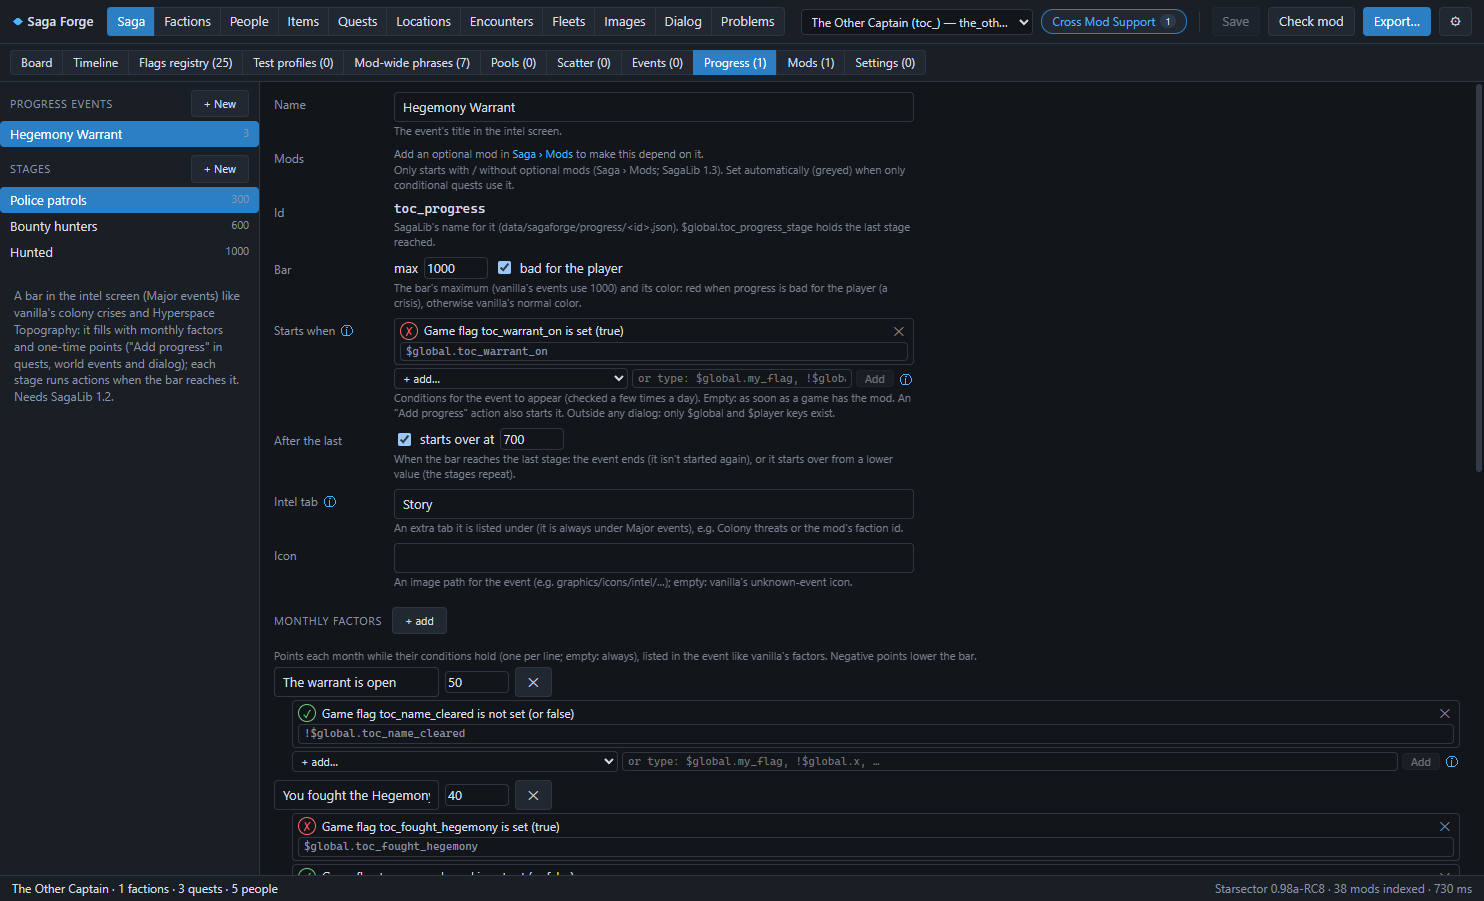 Saga Forge
Saga Factions People Items Quests Locations Encounters Fleets Images Dialog Problems
The Other Captain (toc_) — the_oth...
Cross Mod Support 1
Save Check mod Export...
Board Timeline Flags registry (25) Test profiles (0) Mod-wide phrases (7) Pools (0) Scatter (0) Events (0) Progress (1) Mods (1) Settings (0)
PROGRESS EVENTS + New
Hegemony Warrant 3
STAGES + New
Police patrols 300
Bounty hunters 600
Hunted 1000
A bar in the intel screen (Major events) like
vanilla's colony crises and Hyperspace
Topography: it fills with monthly factors
and one-time points ("Add progress" in
quests, world events and dialog); each
stage runs actions when the bar reaches it.
Needs SagaLib 1.2.
Name Hegemony Warrant
The event's title in the intel screen.
Mods Add an optional mod in Saga › Mods to make this depend on it.
Only starts with / without optional mods (Saga › Mods; SagaLib 1.3). Set automatically (greyed) when only
conditional quests use it.
Id toc_progress
SagaLib's name for it (data/sagaforge/progress/<id>.json). $global.toc_progress_stage holds the last stage
reached.
Bar max 1000 bad for the player
The bar's maximum (vanilla's events use 1000) and its color: red when progress is bad for the player (a
crisis), otherwise vanilla's normal color.
Starts when ⓘ Game flag toc_warrant_on is set (true)
$global.toc_warrant_on
+ add... or type: $global.my_flag, !$glob Add ⓘ
Conditions for the event to appear (checked a few times a day). Empty: as soon as a game has the mod. An
"Add progress" action also starts it. Outside any dialog: only $global and $player keys exist.
After the last starts over at 700
When the bar reaches the last stage: the event ends (it isn't started again), or it starts over from a lower
value (the stages repeat).
Intel tab ⓘ Story
An extra tab it is listed under (it is always under Major events), e.g. Colony threats or the mod's faction id.
Icon
An image path for the event (e.g. graphics/icons/intel/...); empty: vanilla's unknown-event icon.
MONTHLY FACTORS + add
Points each month while their conditions hold (one per line; empty: always), listed in the event like vanilla's factors. Negative points lower the bar.
The warrant is open 50
Game flag toc_name_cleared is not set (or false)
!$global.toc_name_cleared
+ add... or type: $global.my_flag, !$global.x, … Add ⓘ
You fought the Hegemony 40
Game flag toc_fought_hegemony is set (true)
$global.toc_fought_hegemony
The Other Captain · 1 factions · 3 quests · 5 people
Starsector 0.98a-RC8 · 38 mods indexed · 730 ms